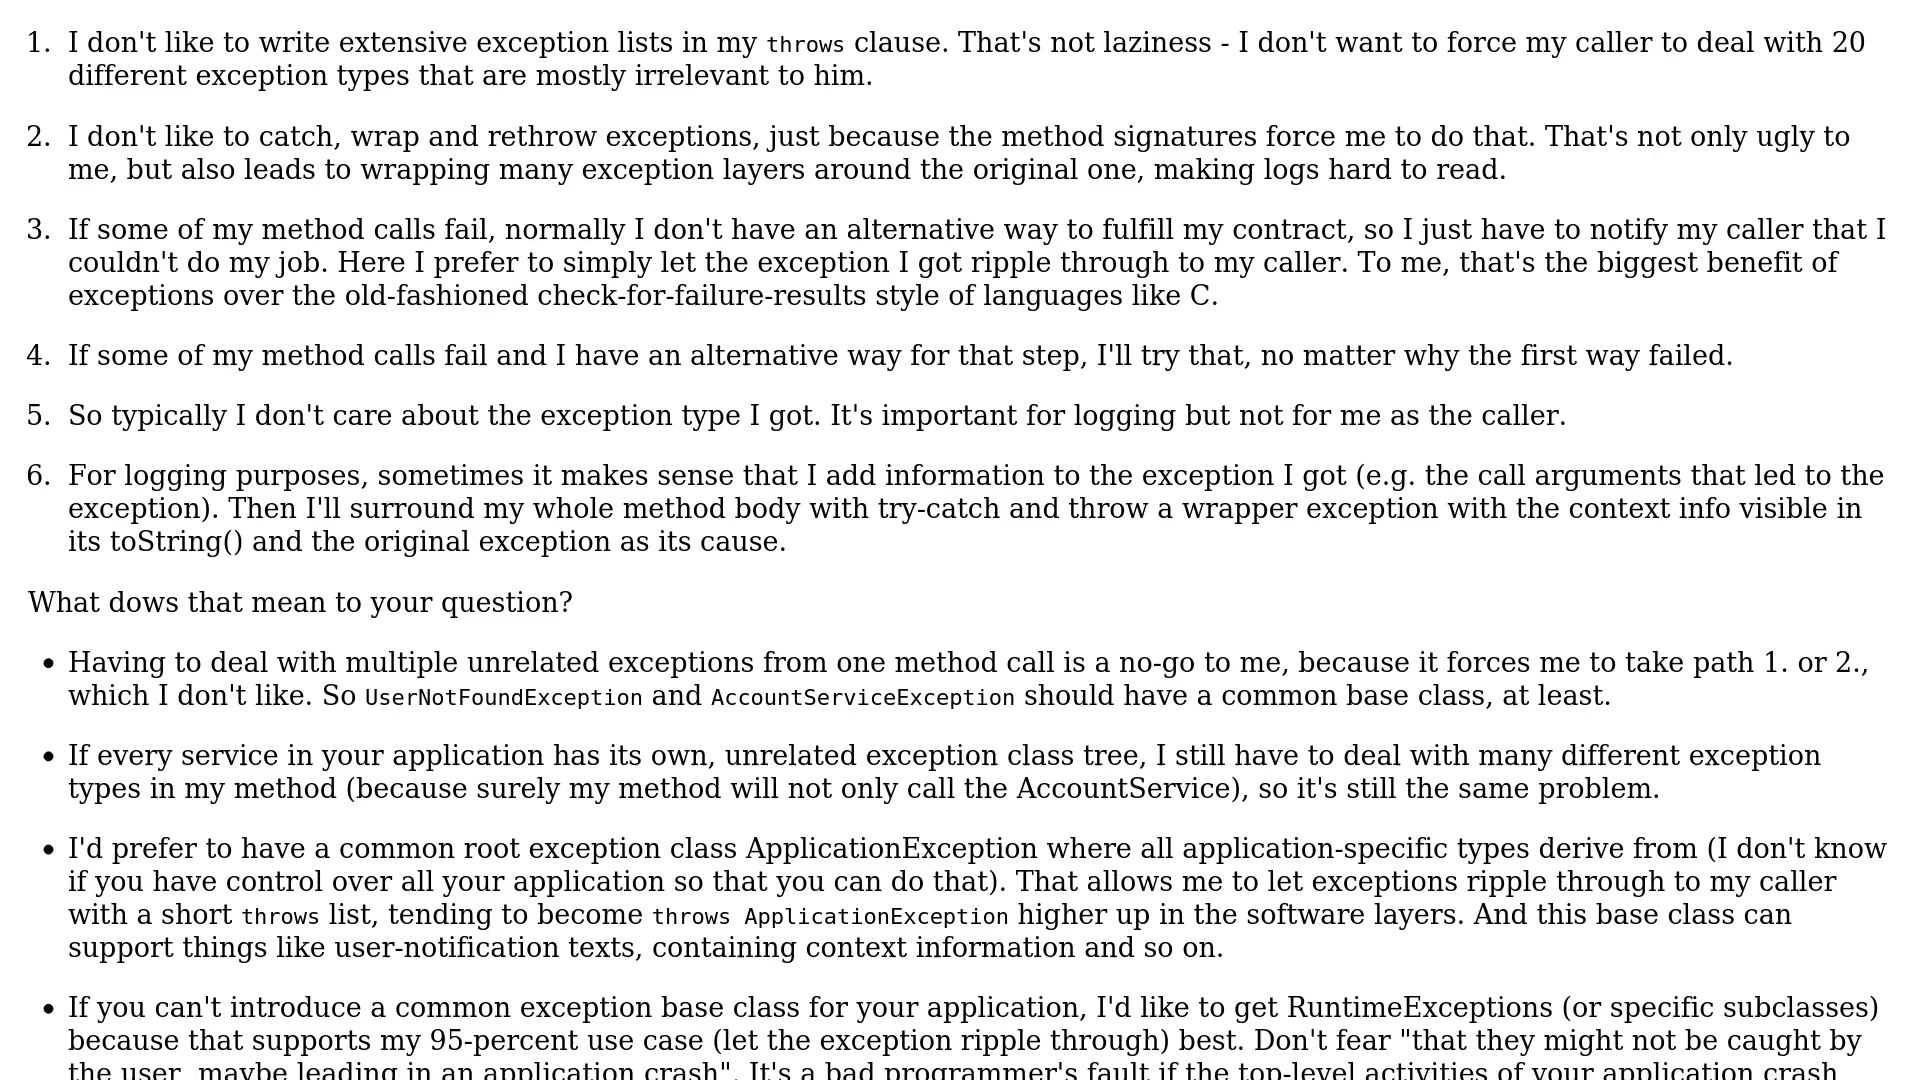 1. I don't like to write extensive exception lists in my throws clause. That's not laziness - I don't want to force my caller to deal with 20
different exception types that are mostly irrelevant to him.
2. I don't like to catch, wrap and rethrow exceptions, just because the method signatures force me to do that. That's not only ugly to
me, but also leads to wrapping many exception layers around the original one, making logs hard to read.
3. If some of my method calls fail, normally I don't have an alternative way to fulfill my contract, so I just have to notify my caller that I
couldn't do my job. Here I prefer to simply let the exception I got ripple through to my caller. To me, that's the biggest benefit of
exceptions over the old-fashioned check-for-failure-results style of languages like C.
4. If some of my method calls fail and I have an alternative way for that step, I'll try that, no matter why the first way failed.
5. So typically I don't care about the exception type I got. It's important for logging but not for me as the caller.
6. For logging purposes, sometimes it makes sense that I add information to the exception I got (e.g. the call arguments that led to the
exception). Then I'll surround my whole method body with try-catch and throw a wrapper exception with the context info visible in
its toString() and the original exception as its cause.
What dows that mean to your question?
• Having to deal with multiple unrelated exceptions from one method call is a no-go to me, because it forces me to take path 1. or 2.,
which I don't like. So UserNotFoundException and AccountServiceException should have a common base class, at least.
• If every service in your application has its own, unrelated exception class tree, I still have to deal with many different exception
types in my method (because surely my method will not only call the AccountService), so it's still the same problem.
• I'd prefer to have a common root exception class ApplicationException where all application-specific types derive from (I don't know
if you have control over all your application so that you can do that). That allows me to let exceptions ripple through to my caller
with a short throws list, tending to become throws ApplicationException higher up in the software layers. And this base class can
support things like user-notification texts, containing context information and so on.
• If you can't introduce a common exception base class for your application, I'd like to get RuntimeExceptions (or specific subclasses)
because that supports my 95-percent use case (let the exception ripple through) best. Don't fear "that they might not be caught by
the user, maybe leading in an application crash". It's a bad programmer's fault if the top-level activities of your application crash